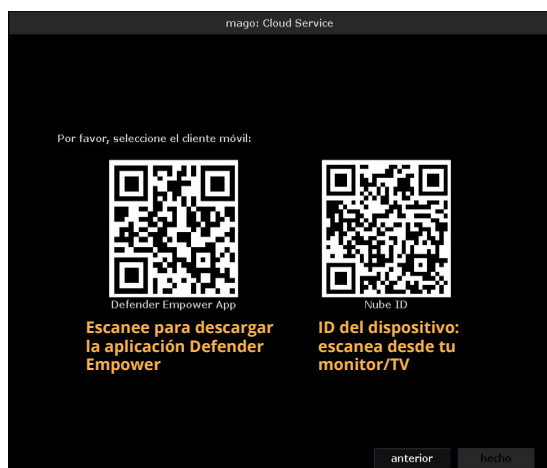 mago: Cloud Service
Por favor, seleccione el cliente móvil:
Defender Empower App
Nube ID
Escanee para descargar
la aplicación Defender
Empower
ID del dispositivo:
escanea desde tu
monitor/TV
anterior
hecho